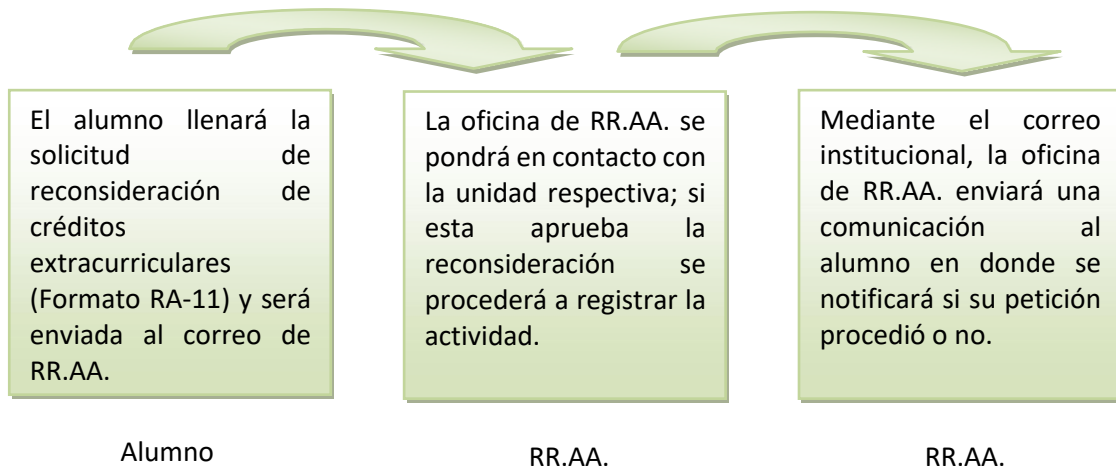 El alumno llenará la
solicitud de
reconsideración de
créditos
extracurriculares
(Formato RA-11) y será
enviada al correo de
RR.AA.
La oficina de RR.AA. se
pondrá en contacto con
la unidad respectiva; si
esta aprueba la
reconsideración se
procederá a registrar la
actividad.
Mediante el correo
institucional, la oficina
de RR.AA. enviará una
comunicación al
alumno en donde se
notificará si su petición
procedió o no.
Alumno
RR.AA.
RR.AA.